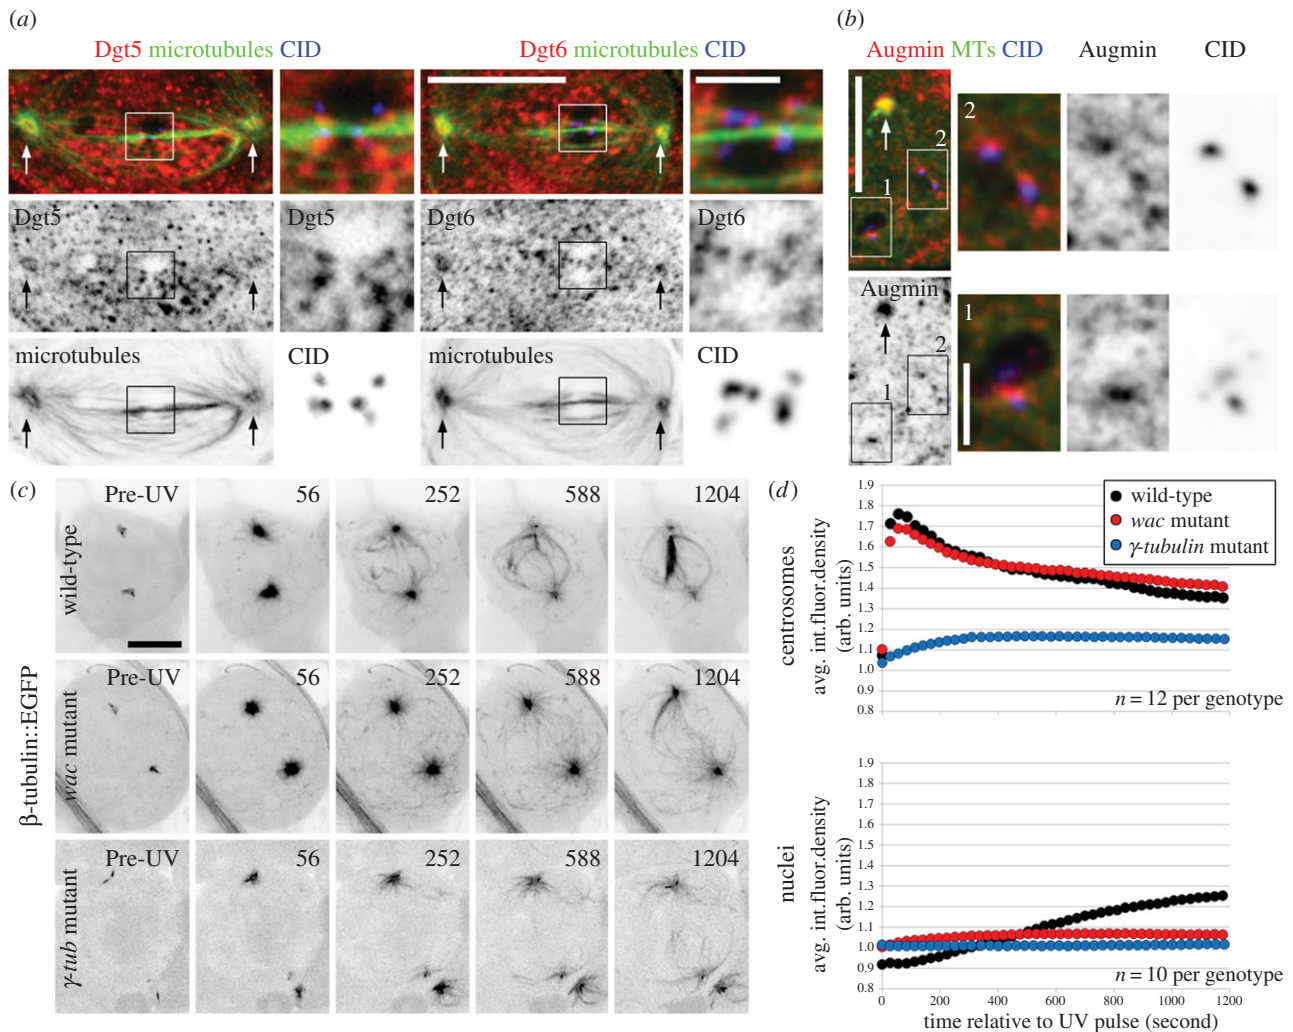 (a)
Dgt5 microtubules CID
Dgt6 microtubules CID
Dgt5
Dgt5
Dgt6
Dgt6
microtubules
CID
microtubules
CID
(b)
Augmin MTs CID
Augmin
CID
2
1
2
Augmin
2
1
1
(c)
β-tubulin::EGFP
wild-type
Pre-UV
56
252
588
1204
wac mutant
Pre-UV
56
252
588
1204
γ-tub mutant
Pre-UV
56
252
588
1204
(d)
centrosomes
avg. int.fluor.density
(arb. units)
1.9
1.8
1.7
1.6
1.5
1.4
1.3
1.2
1.1
1.0
0.9
0.8
wild-type
wac mutant
γ-tubulin mutant
n = 12 per genotype
nuclei
avg. int.fluor.density
(arb. units)
1.9
1.8
1.7
1.6
1.5
1.4
1.3
1.2
1.1
1.0
0.9
0.8
n = 10 per genotype
0 200 400 600 800 1000 1200
time relative to UV pulse (second)